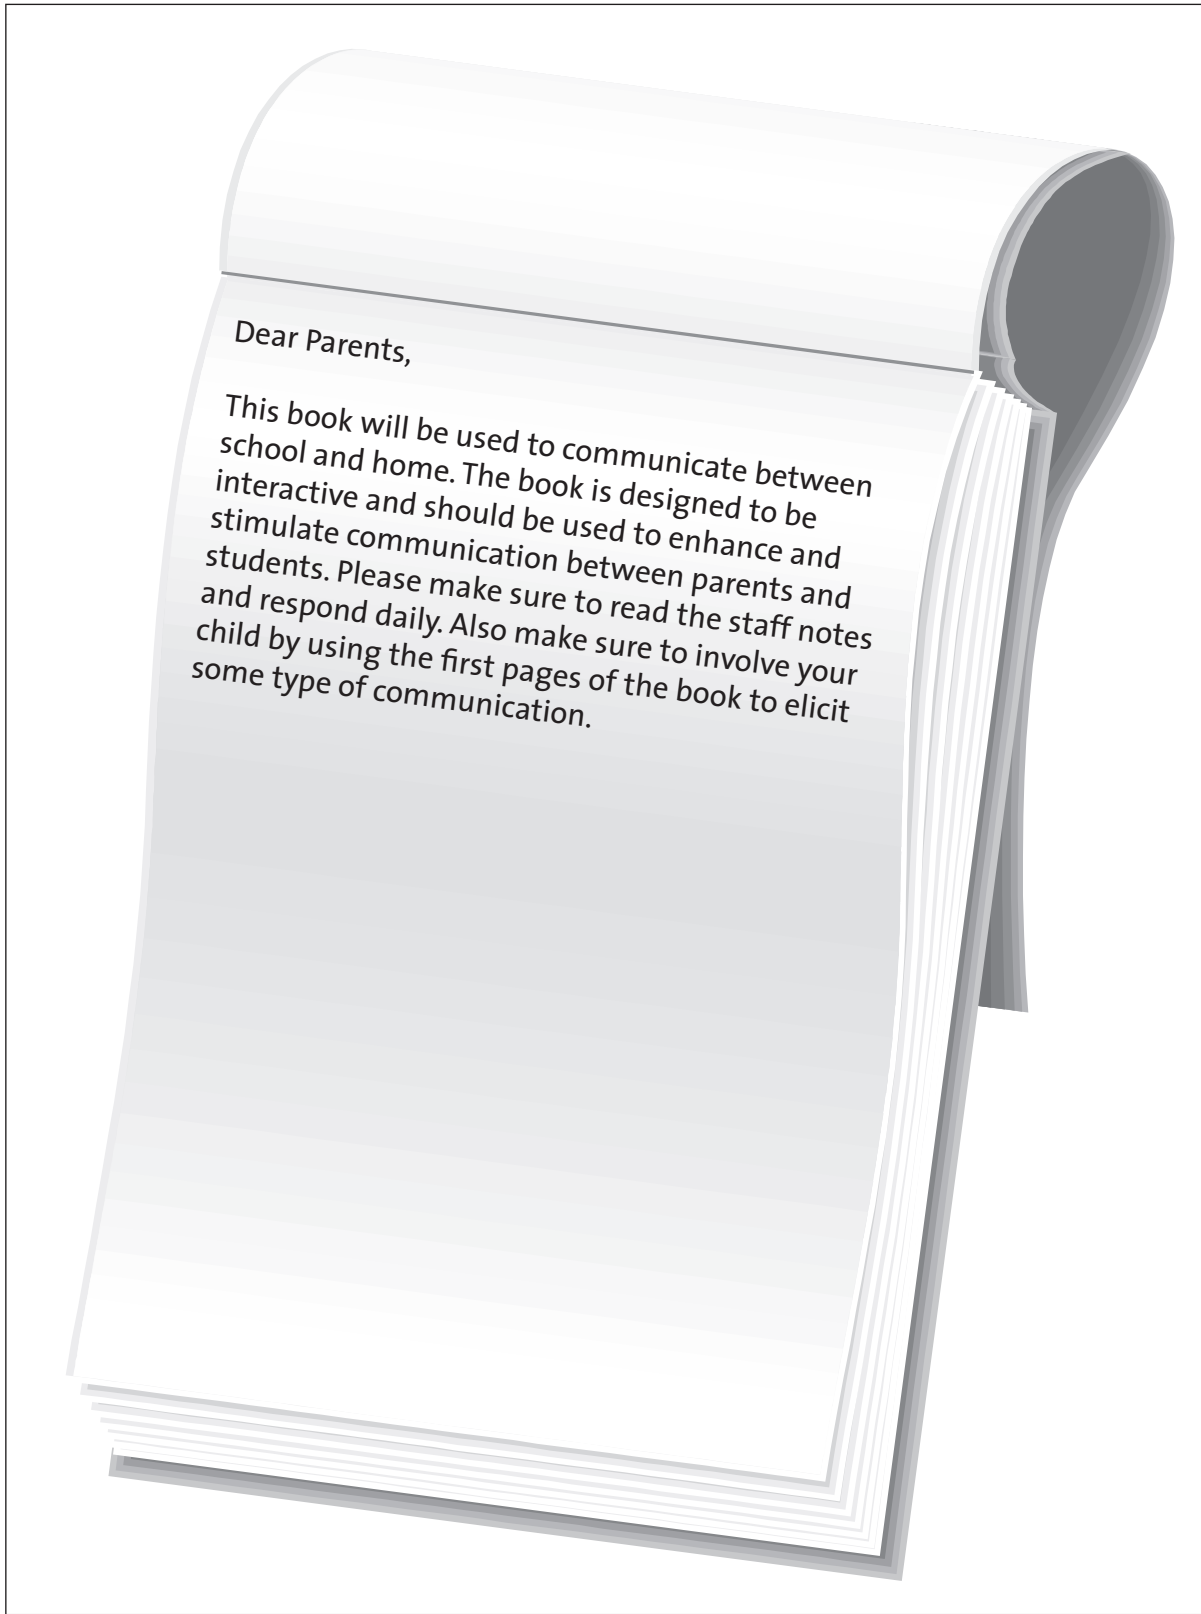 Dear Parents,
This book will be used to communicate between
school and home. The book is designed to be
interactive and should be used to enhance and
stimulate communication between parents and
students. Please make sure to read the staff notes
and respond daily. Also make sure to involve your
child by using the first pages of the book to elicit
some type of communication.